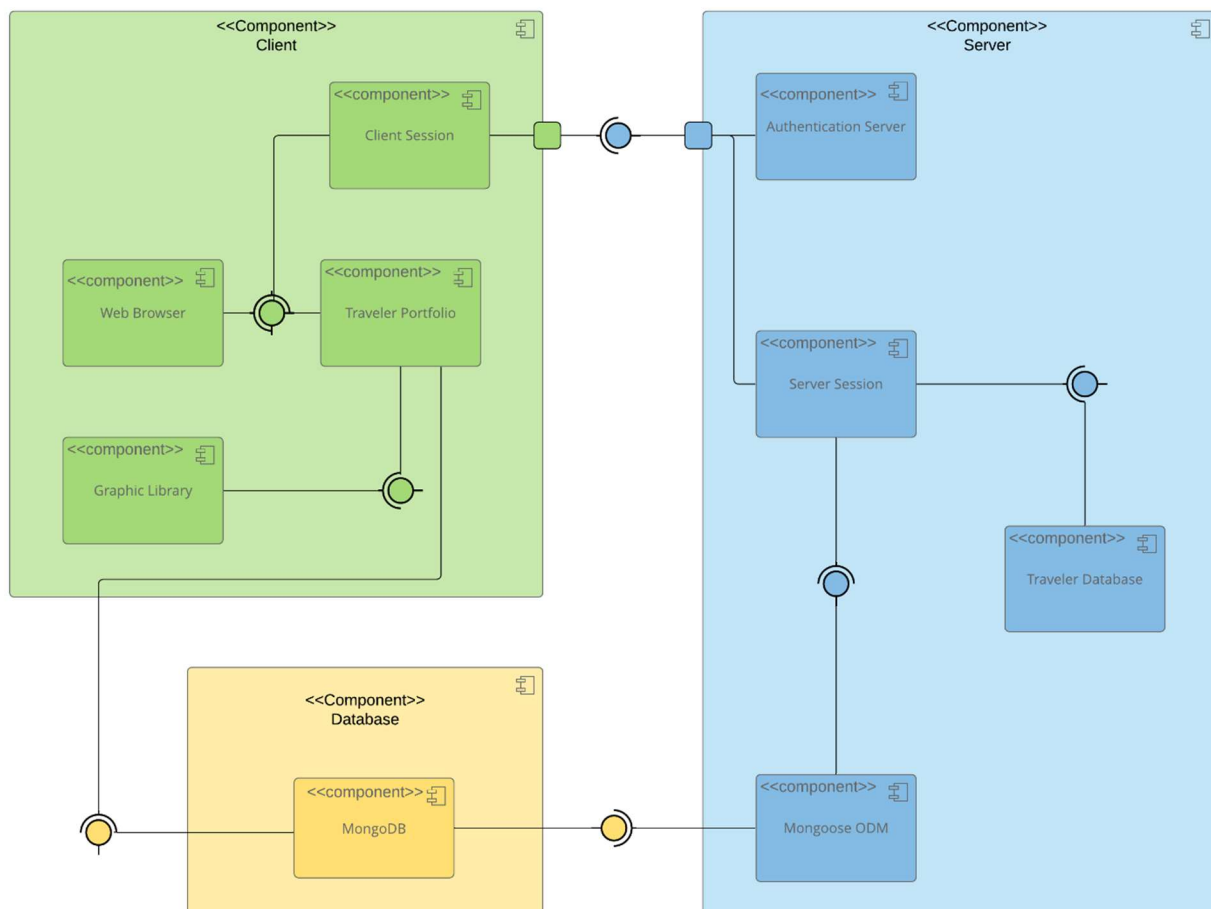 <<Component>>
Client
<<component>>
Client Session
<<component>>
Web Browser
<<component>>
Traveler Portfolio
<<component>>
Graphic Library
<<Component>>
Server
<<component>>
Authentication Server
<<component>>
Server Session
<<component>>
Traveler Database
<<component>>
Mongoose ODM
<<Component>>
Database
<<component>>
MongoDB